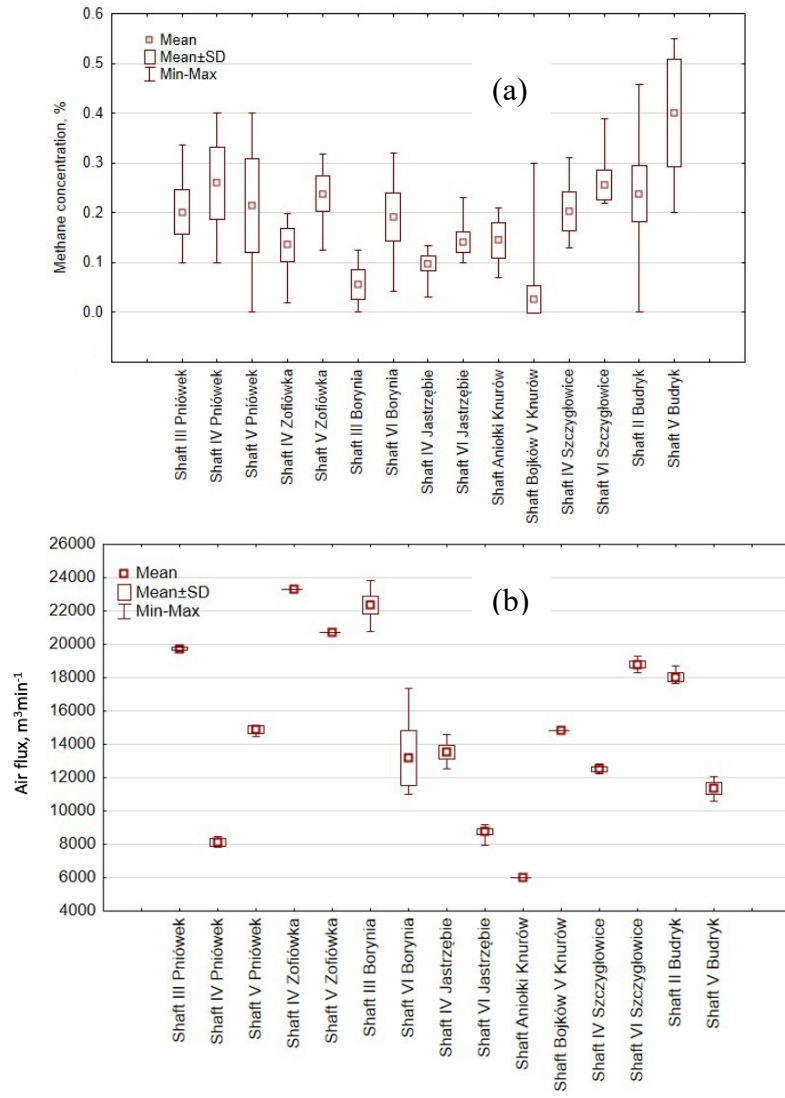 0.6
0.5
0.4
0.3
0.2
0.1
0.0
Methane concentration, %
Mean
Mean±SD
Min-Max
(a)
Shaft III Pniówek
Shaft IV Pniówek
Shaft V Pniówek
Shaft IV Zofiówka
Shaft V Zofiówka
Shaft III Borynia
Shaft VI Borynia
Shaft IV Jastrzębie
Shaft VI Jastrzębie
Shaft Aniołki Knurów
Shaft Bojków V Knurów
Shaft IV Szczygłowice
Shaft VI Szczygłowice
Shaft II Budryk
Shaft V Budryk
26000
24000
22000
20000
18000
16000
14000
12000
10000
8000
6000
4000
Air flux, m³min⁻¹
Mean
Mean±SD
Min-Max
(b)
Shaft III Pniówek
Shaft IV Pniówek
Shaft V Pniówek
Shaft IV Zofiówka
Shaft V Zofiówka
Shaft III Borynia
Shaft VI Borynia
Shaft IV Jastrzębie
Shaft VI Jastrzębie
Shaft Aniołki Knurów
Shaft Bojków V Knurów
Shaft IV Szczygłowice
Shaft VI Szczygłowice
Shaft II Budryk
Shaft V Budryk